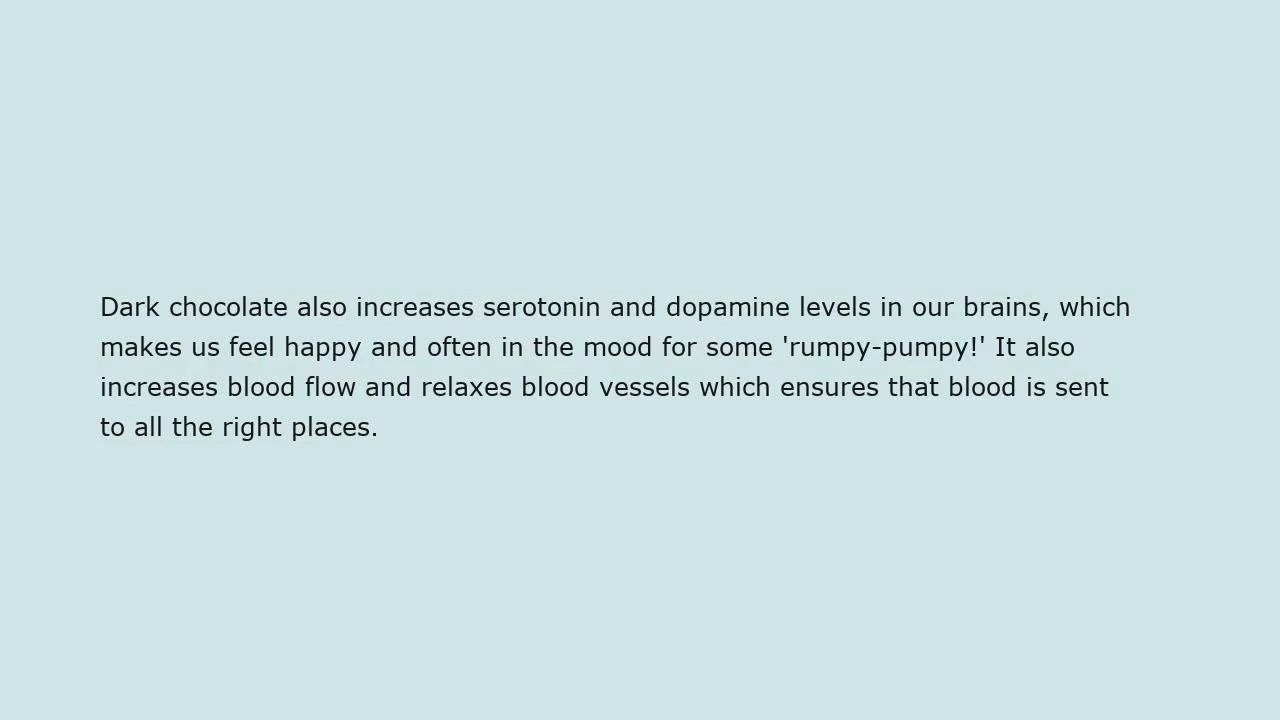 Dark chocolate also increases serotonin and dopamine levels in our brains, which
makes us feel happy and often in the mood for some 'rumpy-pumpy!' It also
increases blood flow and relaxes blood vessels which ensures that blood is sent
to all the right places.